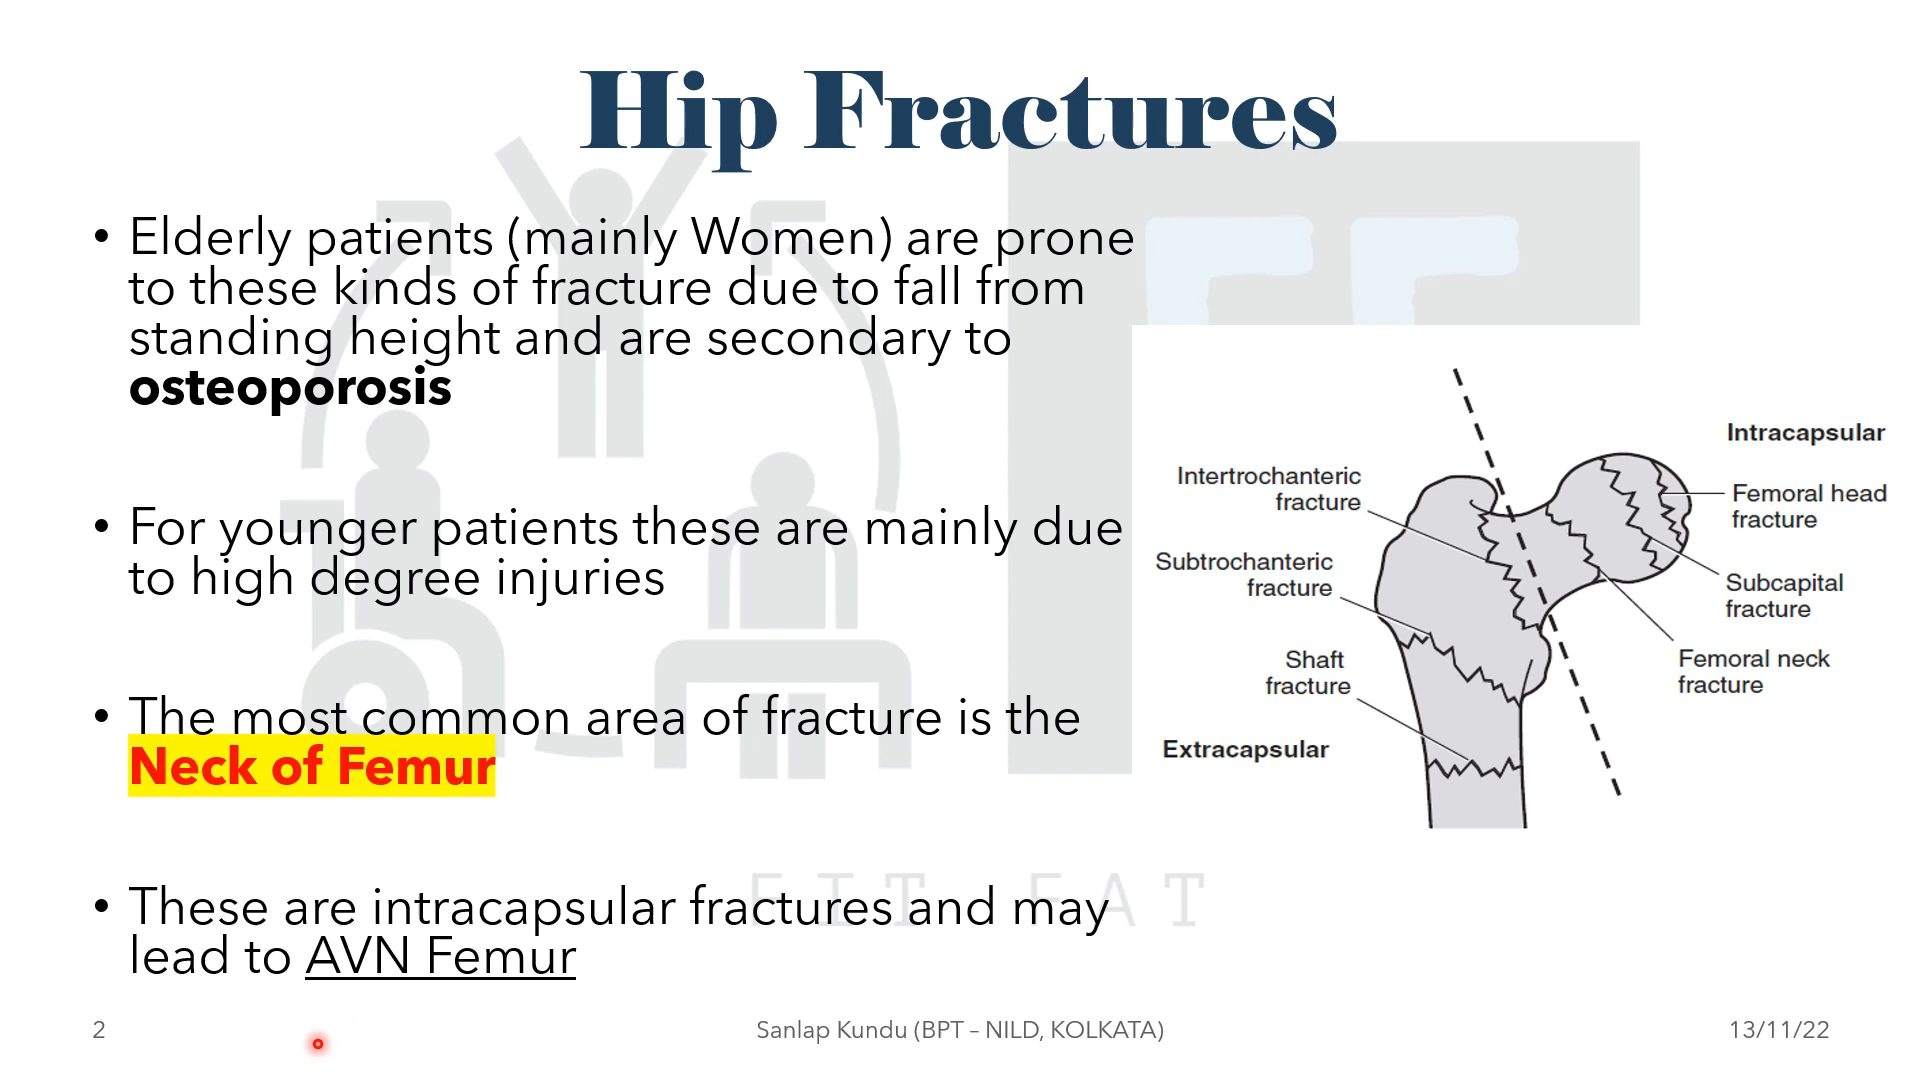 Hip Fractures
• Elderly patients (mainly Women) are prone
to these kinds of fracture due to fall from
standing height and are secondary to
osteoporosis
• For younger patients these are mainly due
to high degree injuries
• The most common area of fracture is the
Neck of Femur
• These are intracapsular fractures and may
lead to AVN Femur
Intertrochanteric
fracture
Subtrochanteric
fracture
Shaft
fracture
Extracapsular
Intracapsular
Femoral head
fracture
Subcapital
fracture
Femoral neck
fracture
FIT FAT
2
Sanlap Kundu (BPT – NILD, KOLKATA)
13/11/22